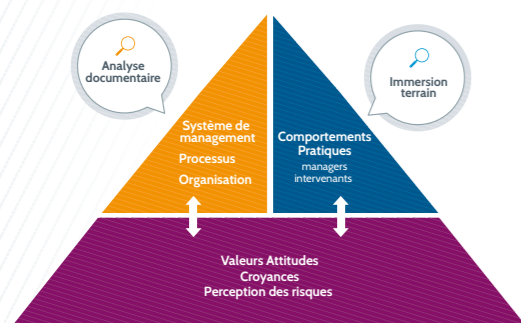 Analyse
documentaire
Immersion
terrain
Système de
management
Processus
Organisation
Comportements
Pratiques
managers
intervenants
Valeurs Attitudes
Croyances
Perception des risques